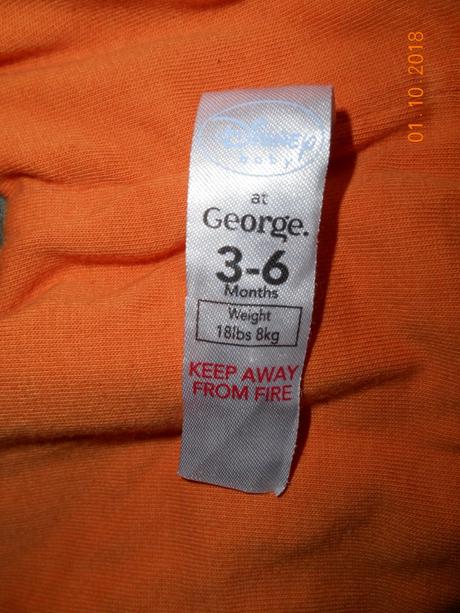 01.10.2018
Disney
baby
at
George.
3-6
Months
Weight
18lbs 8kg
KEEP AWAY
FROM FIRE